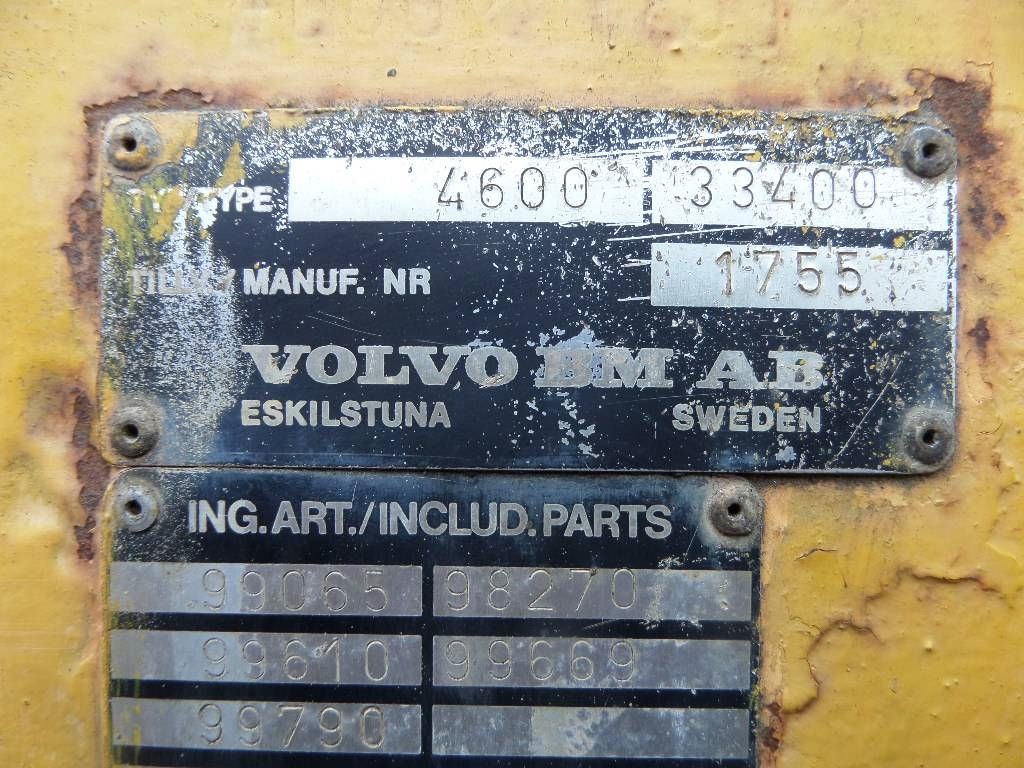 TYPE 4600 33400
TILLV./MANUF. NR 1755
VOLVO BM AB
ESKILSTUNA SWEDEN
ING.ART./INCLUD.PARTS
99065 98270
99610 99669
99790